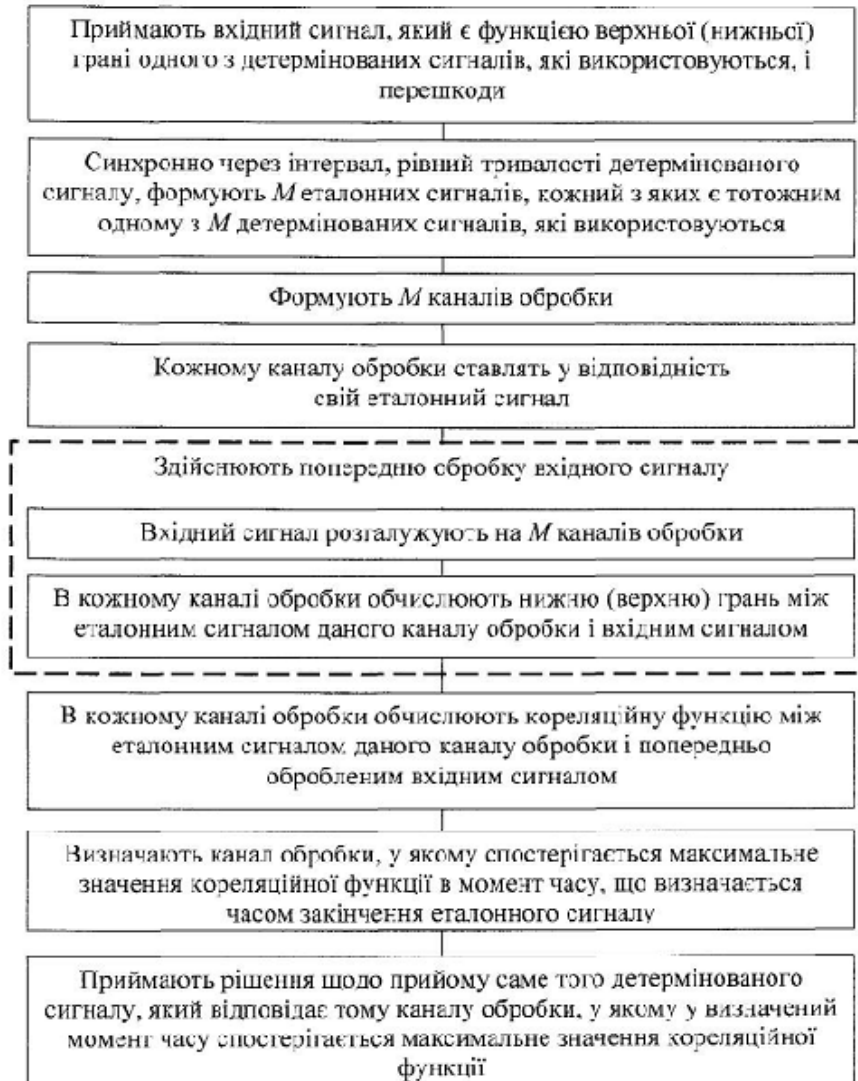 Приймають вхідний сигнал, який є функцією верхньої (нижньої)
грані одного з детермінованих сигналів, які використовуються, і
перешкоди
Синхронно через інтервал, рівний тривалості детермінованого
сигналу, формують M еталонних сигналів, кожний з яких є тотожним
одному з M детермінованих сигналів, які використовуються
Формують M каналів обробки
Кожному каналу обробки ставлять у відповідність
свій еталонний сигнал
Здійснюють попередню обробку вхідного сигналу
Вхідний сигнал розгалужують на M каналів обробки
В кожному каналі обробки обчислюють нижню (верхню) грань між
еталонним сигналом даного каналу обробки і вхідним сигналом
В кожному каналі обробки обчислюють кореляційну функцію між
еталонним сигналом даного каналу обробки і попередньо
обробленим вхідним сигналом
Визначають канал обробки, у якому спостерігається максимальне
значення кореляційної функції в момент часу, що визначається
часом закінчення еталонного сигналу
Приймають рішення щодо прийому саме того детермінованого
сигналу, який відповідає тому каналу обробки, у якому у визначений
момент часу спостерігається максимальне значення кореляційної
функції